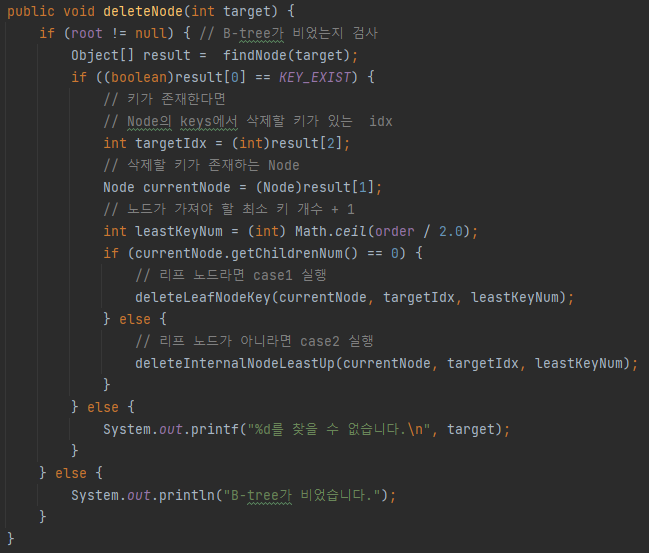 public void deleteNode(int target) {
    if (root != null) { // B-tree가 비었는지 검사
        Object[] result =  findNode(target);
        if ((boolean)result[0] == KEY_EXIST) {
            // 키가 존재한다면
            // Node의 keys에서 삭제할 키가 있는  idx
            int targetIdx = (int)result[2];
            // 삭제할 키가 존재하는 Node
            Node currentNode = (Node)result[1];
            // 노드가 가져야 할 최소 키 개수 + 1
            int leastKeyNum = (int) Math.ceil(order / 2.0);
            if (currentNode.getChildrenNum() == 0) {
                // 리프 노드라면 case1 실행
                deleteLeafNodeKey(currentNode, targetIdx, leastKeyNum);
            } else {
                // 리프 노드가 아니라면 case2 실행
                deleteInternalNodeLeastUp(currentNode, targetIdx, leastKeyNum);
            }
        } else {
            System.out.printf("%d를 찾을 수 없습니다.\n", target);
        }
    } else {
        System.out.println("B-tree가 비었습니다.");
    }
}